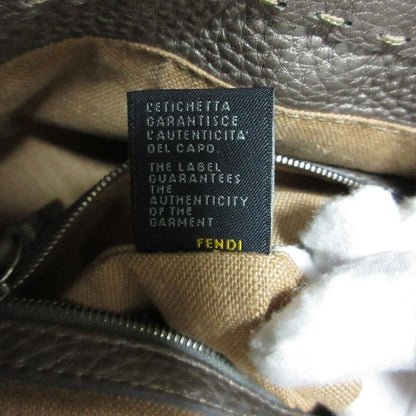 L'ETICHETTA
GARANTISCE
L'AUTENTICITA'
DEL CAPO.
THE LABEL
GUARANTEES
THE
AUTHENTICITY
OF THE
GARMENT
FENDI